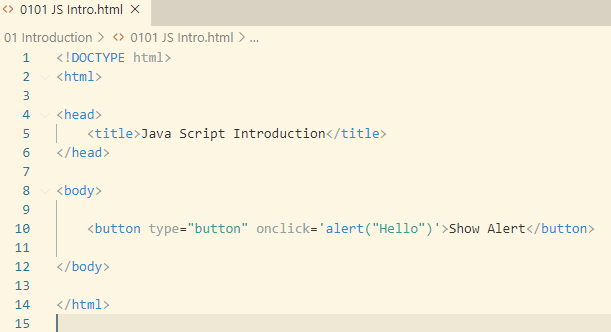 <> 0101 JS Intro.html ×
01 Introduction > <> 0101 JS Intro.html > ...
1 <!DOCTYPE html>
2 <html>
3
4 <head>
5 <title>Java Script Introduction</title>
6 </head>
7
8 <body>
9
10 <button type="button" onclick='alert("Hello")'>Show Alert</button>
11
12 </body>
13
14 </html>
15